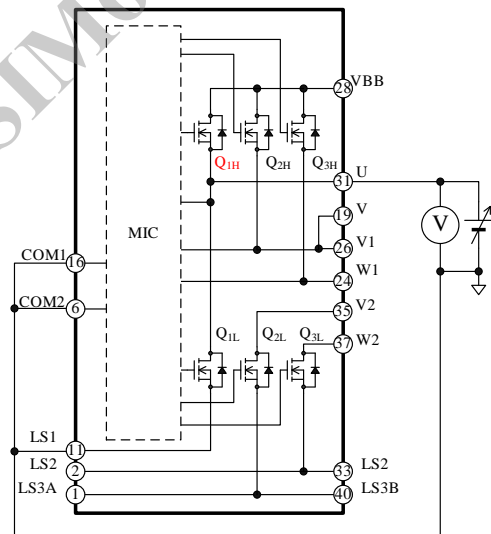 SIMO
28 VBB
Q1H Q2H Q3H
31 U
V
19 V
MIC
26 V1
COM1
16
24 W1
COM2
6
35 V2
Q1L Q2L Q3L
37 W2
LS1
11
LS2
2
33 LS2
LS3A
1
40 LS3B